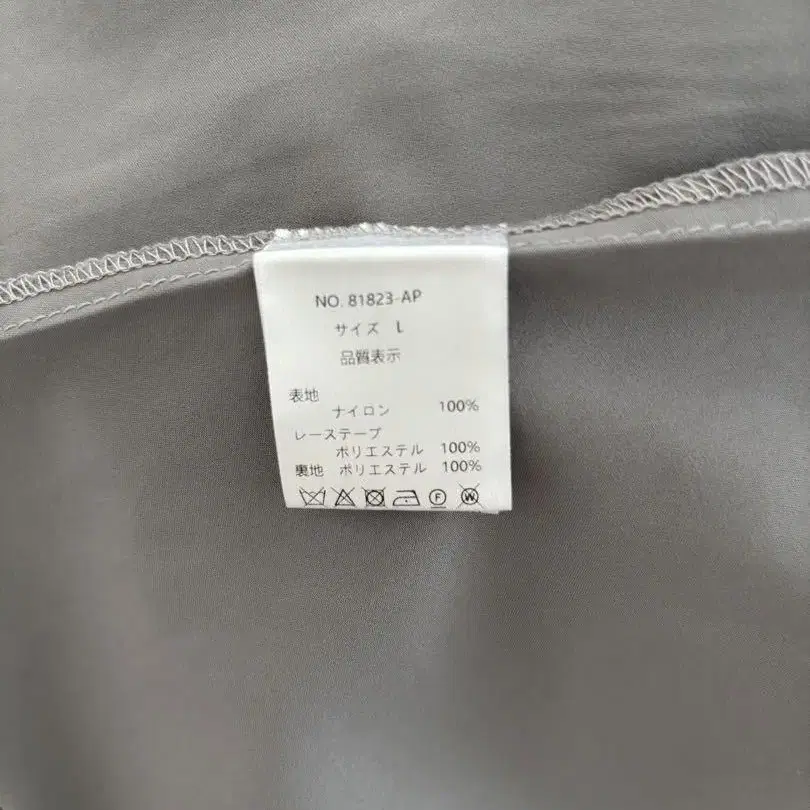 NO. 81823-AP
サイズ L
品質表示
表地
ナイロン 100%
レーステープ
ポリエステル 100%
裏地 ポリエステル 100%
F W